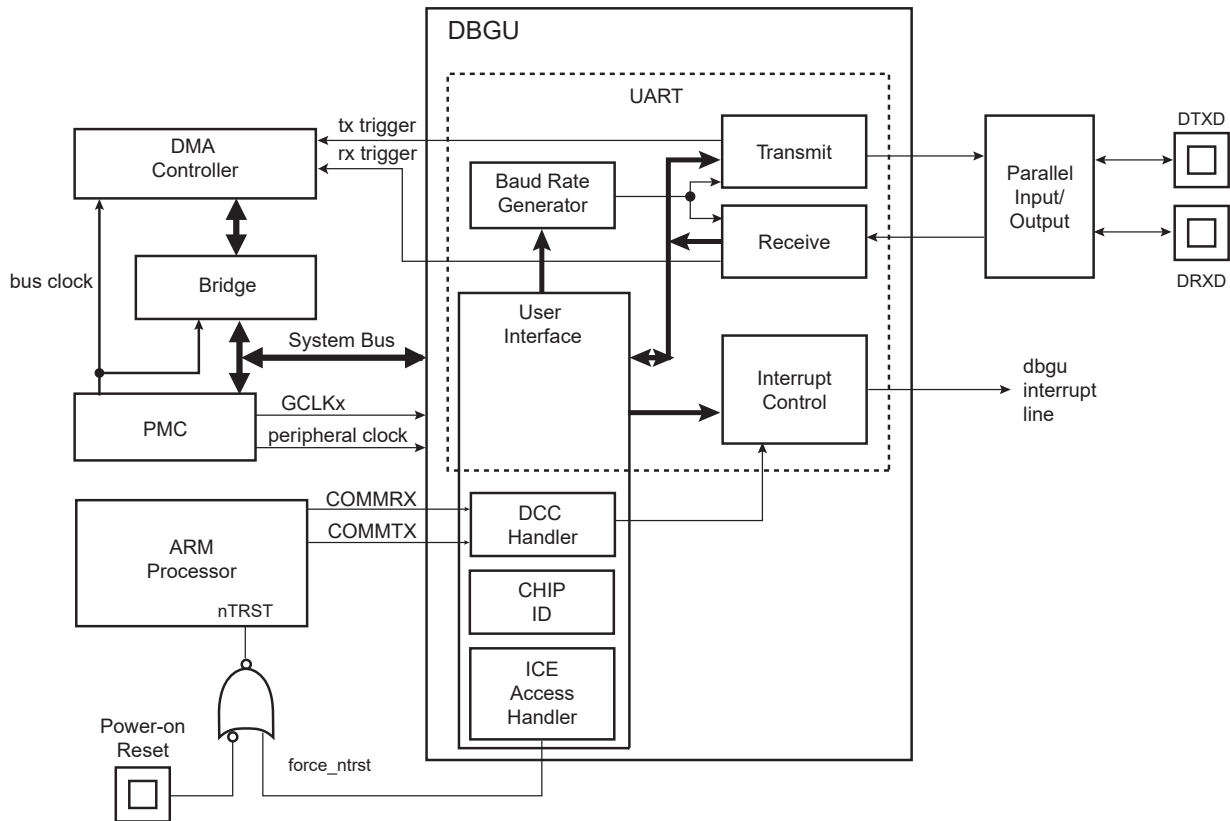 DBGU
UART
tx trigger
rx trigger
DMA
Controller
Transmit
DTXD
Baud Rate
Generator
Parallel
Input/
Output
Receive
bus clock
Bridge
DRXD
User
Interface
System Bus
Interrupt
Control
dbgu
interrupt
line
GCLKx
PMC
peripheral clock
COMMRX
COMMTX
DCC
Handler
ARM
Processor
nTRST
CHIP
ID
ICE
Access
Handler
Power-on
Reset
force_ntrst